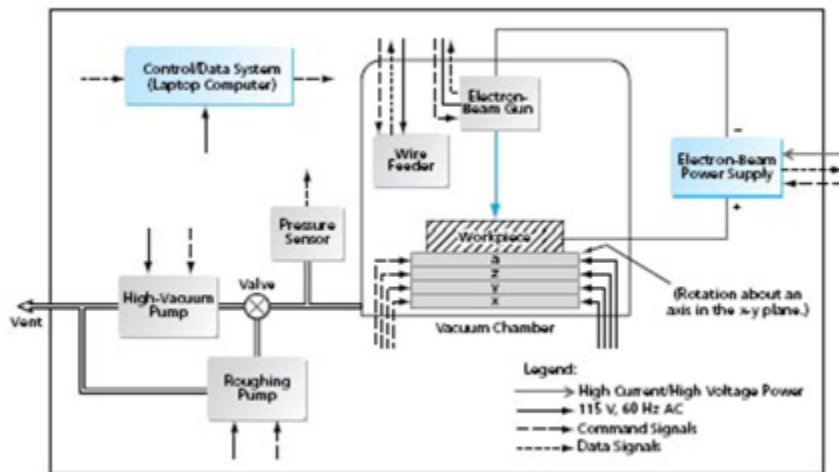 Control/Data System
(Laptop Computer)
Electron-
Beam Gun
Wire
Feeder
Electron-Beam
Power Supply
−
+
Pressure
Sensor
Workpiece
a
z
y
x
(Rotation about an
axis in the x-y plane.)
Valve
High-Vacuum
Pump
Vent
Vacuum Chamber
Roughing
Pump
Legend:
High Current/High Voltage Power
115 V, 60 Hz AC
Command Signals
Data Signals